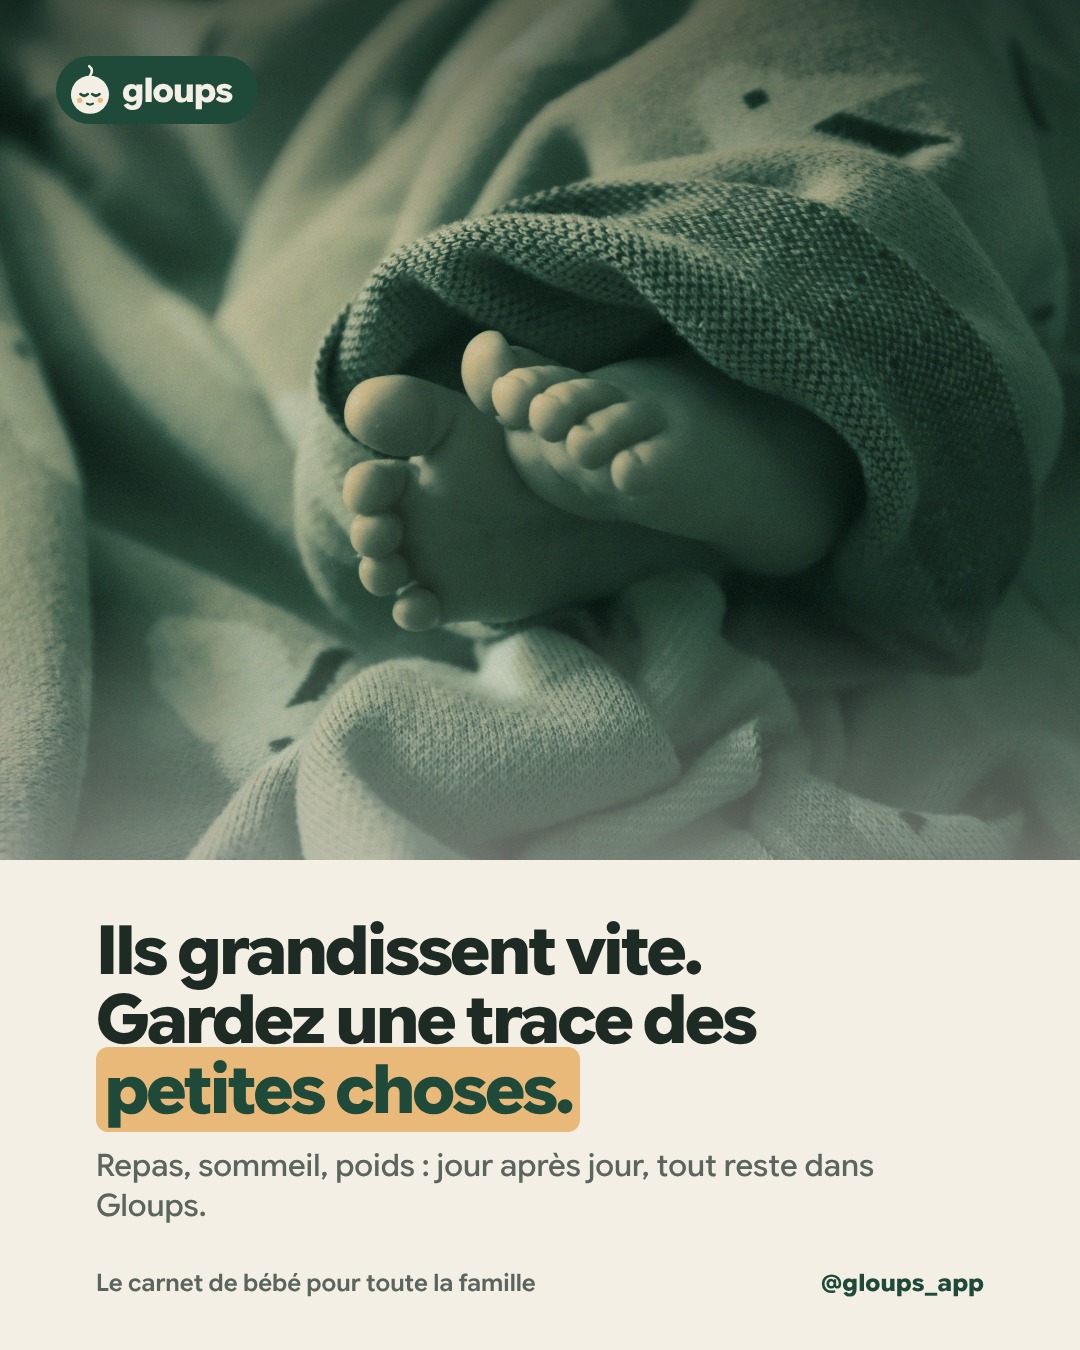 gloups
Ils grandissent vite.
Gardez une trace des
petites choses.
Repas, sommeil, poids : jour après jour, tout reste dans
Gloups.
Le carnet de bébé pour toute la famille
@gloups_app